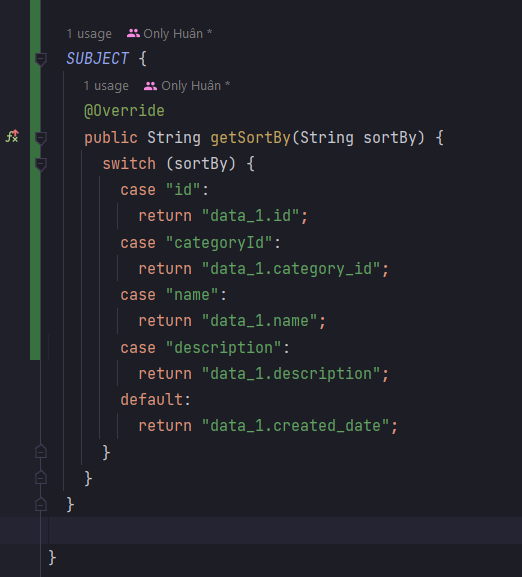 1 usage Only Huân *
SUBJECT {
1 usage Only Huân *
@Override
public String getSortBy(String sortBy) {
switch (sortBy) {
case "id":
return "data_1.id";
case "categoryId":
return "data_1.category_id";
case "name":
return "data_1.name";
case "description":
return "data_1.description";
default:
return "data_1.created_date";
}
}
}
}